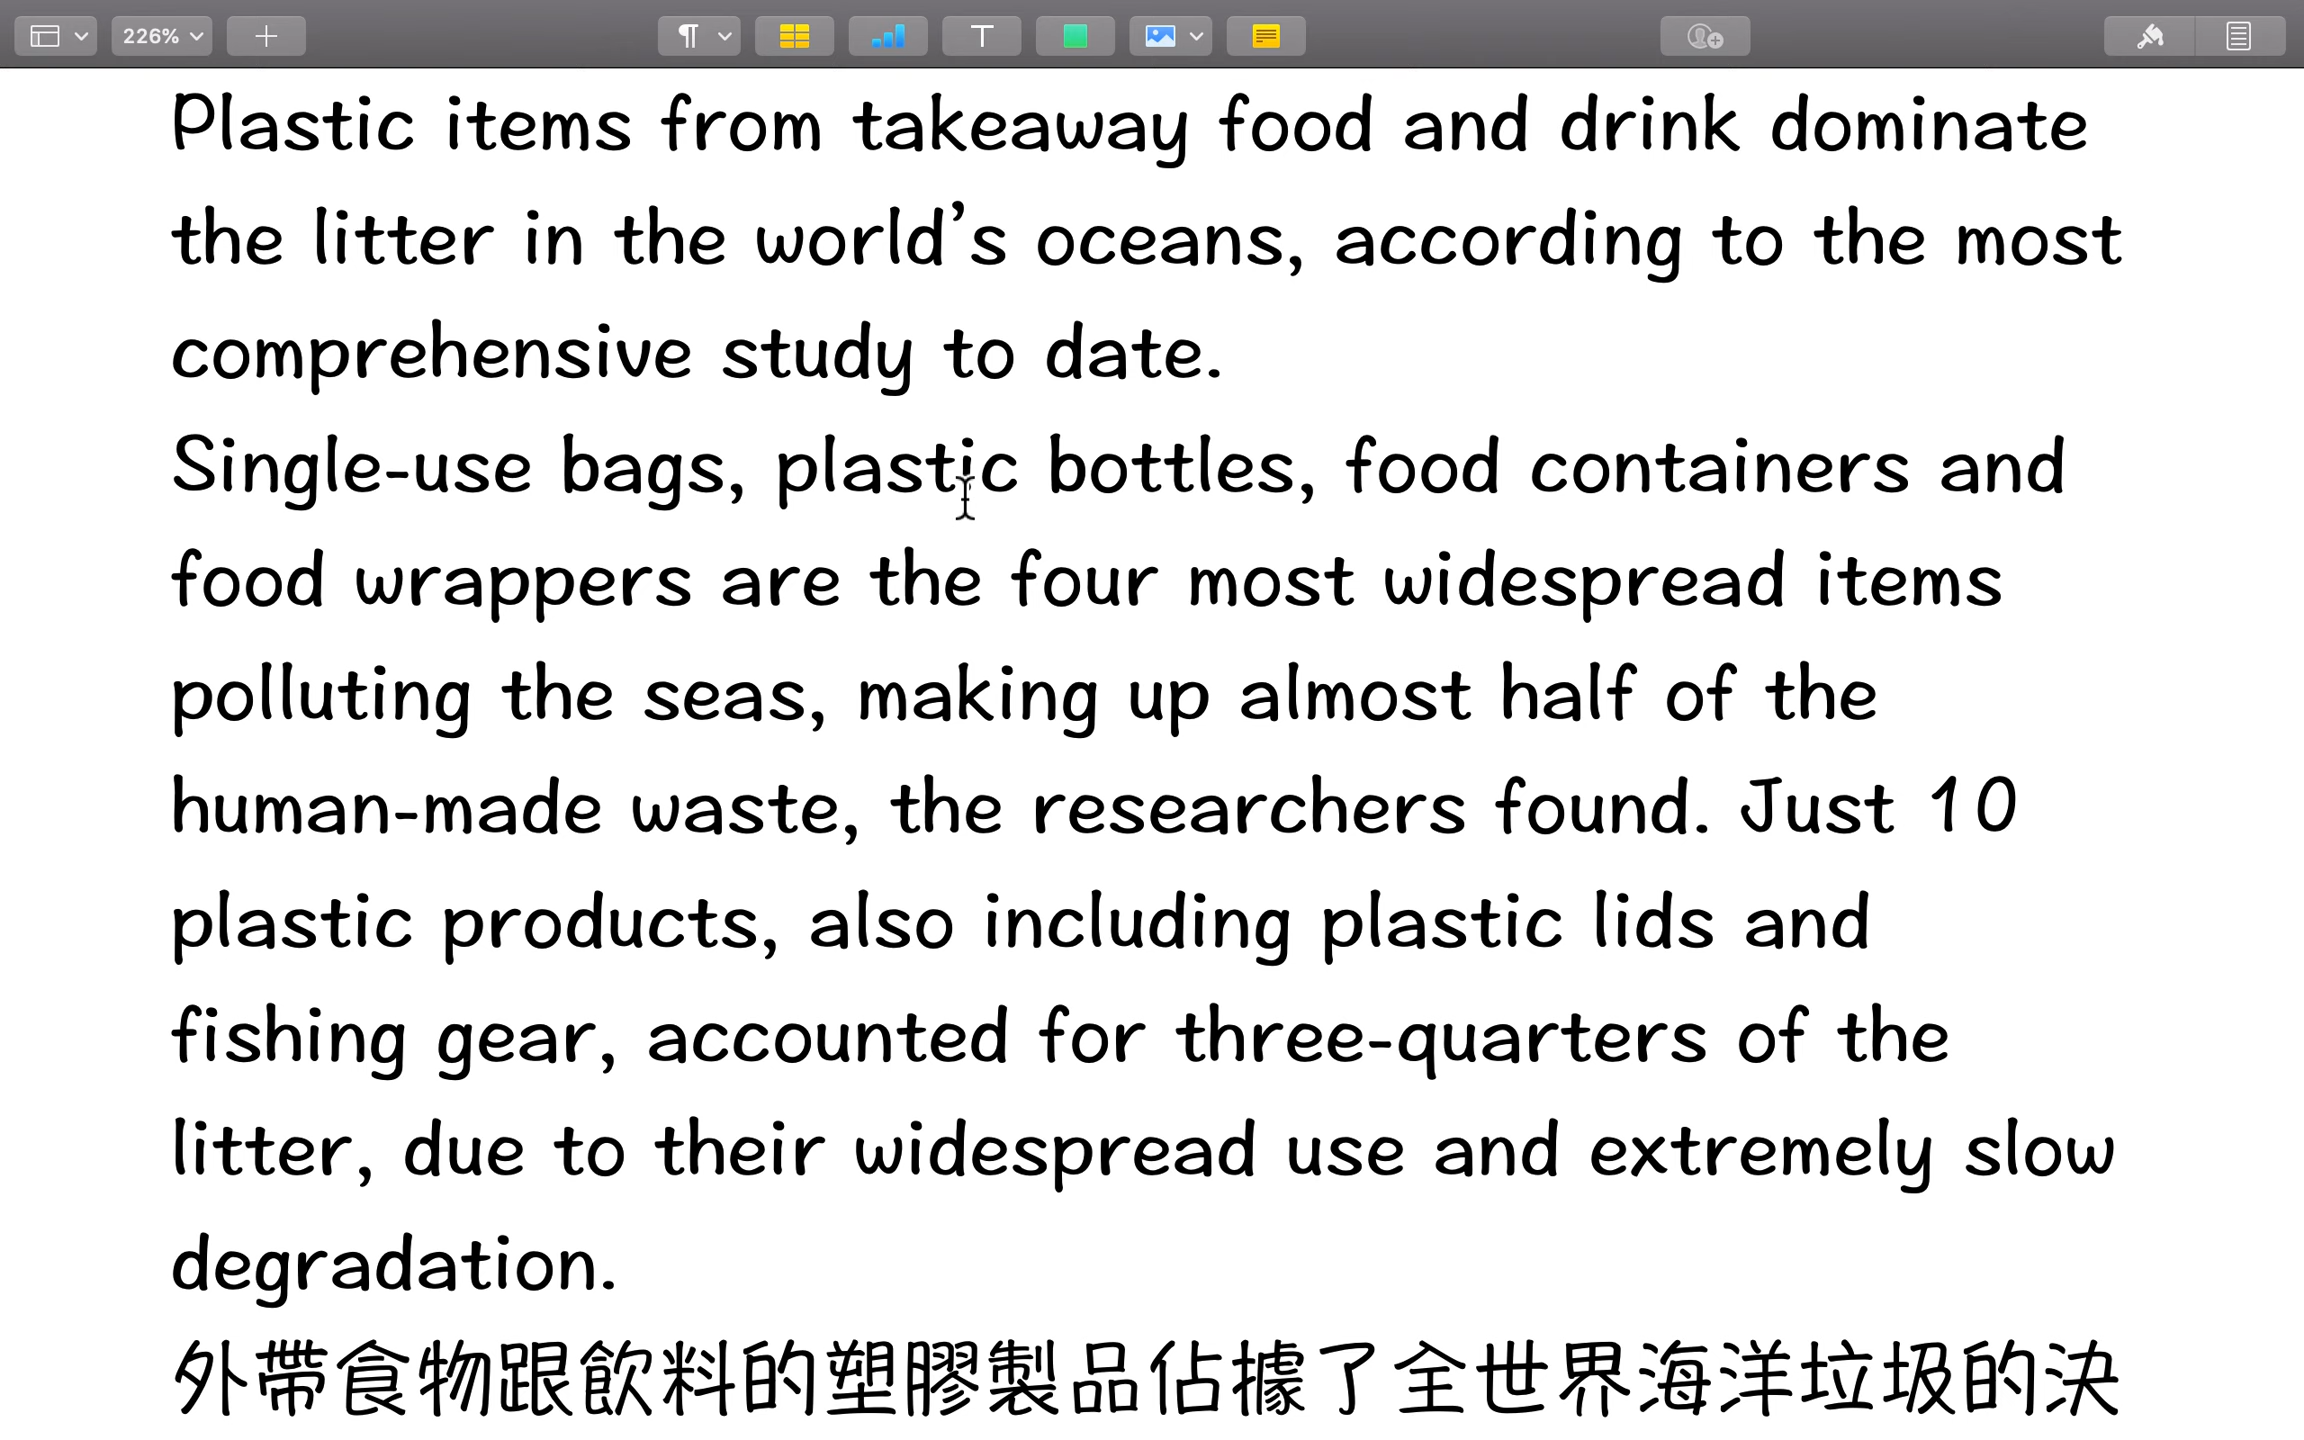 226%
Plastic items from takeaway food and drink dominate
the litter in the world’s oceans, according to the most
comprehensive study to date.
Single-use bags, plastic bottles, food containers and
food wrappers are the four most widespread items
polluting the seas, making up almost half of the
human-made waste, the researchers found. Just 10
plastic products, also including plastic lids and
fishing gear, accounted for three-quarters of the
litter, due to their widespread use and extremely slow
degradation.
外帶食物跟飲料的塑膠製品佔據了全世界海洋垃圾的決